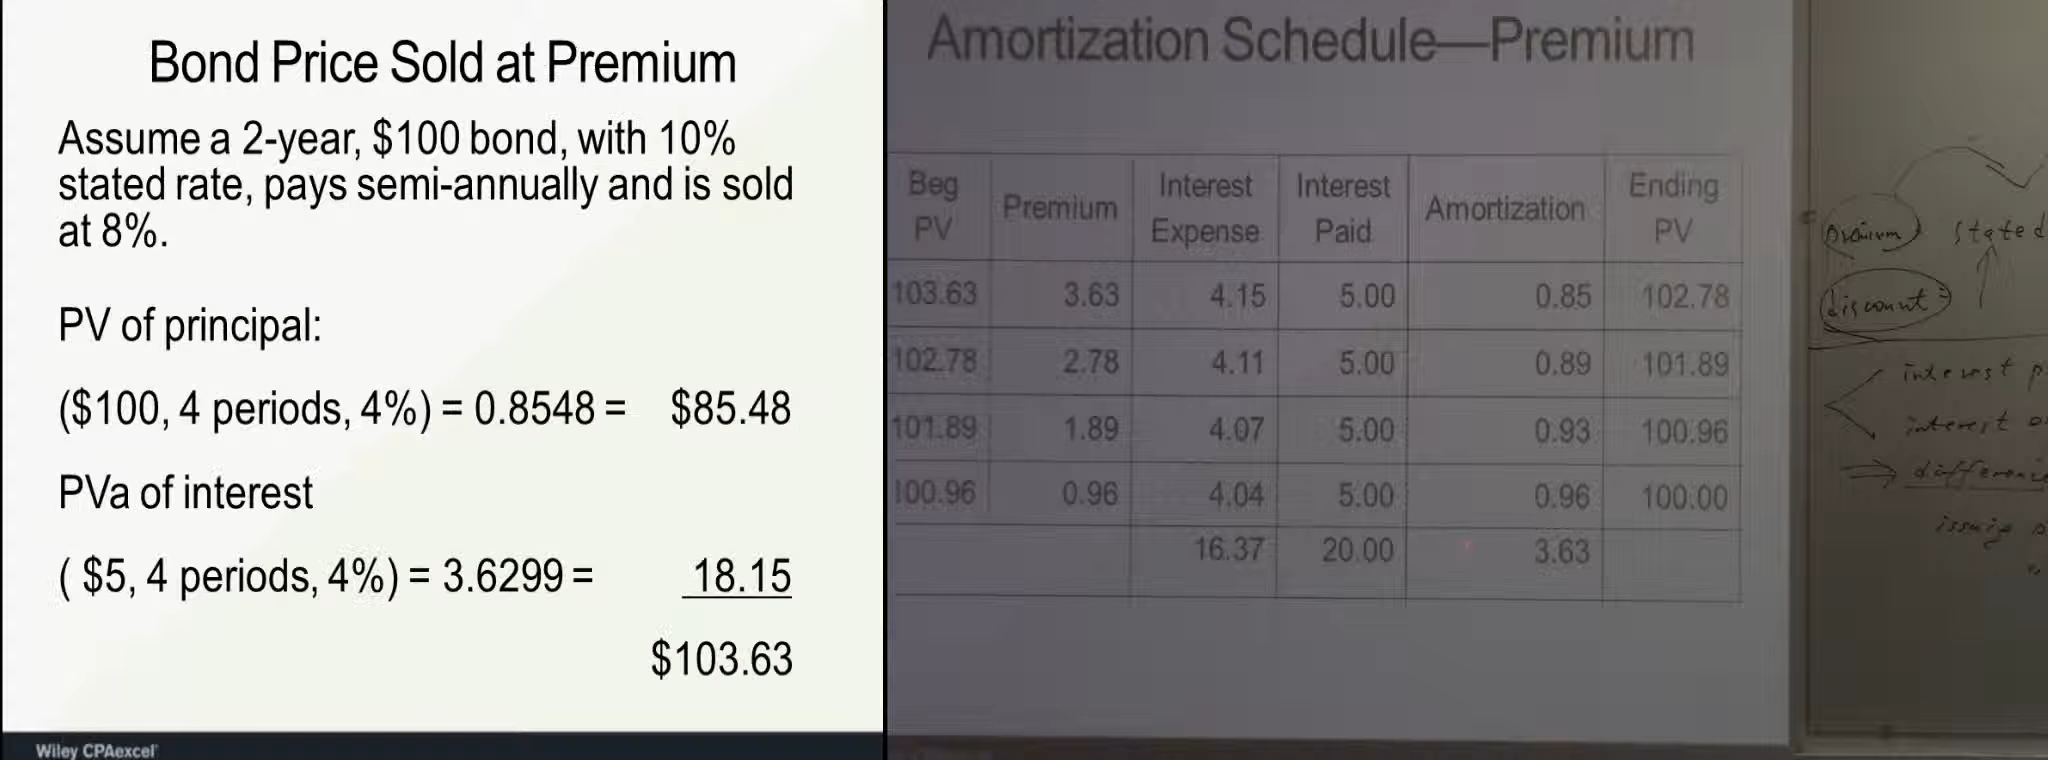 Bond Price Sold at Premium
Assume a 2-year, $100 bond, with 10%
stated rate, pays semi-annually and is sold
at 8%.
PV of principal:
($100, 4 periods, 4%) = 0.8548 = $85.48
PVa of interest
( $5, 4 periods, 4%) = 3.6299 = 18.15
$103.63
Wiley CPAexcel
Amortization Schedule—Premium
Beg PV Premium Interest Expense Interest Paid Amortization Ending PV
103.63 3.63 4.15 5.00 0.85 102.78
102.78 2.78 4.11 5.00 0.89 101.89
101.89 1.89 4.07 5.00 0.93 100.96
100.96 0.96 4.04 5.00 0.96 100.00
16.37 20.00 3.63
premium stated
discount =
interest
interest
difference